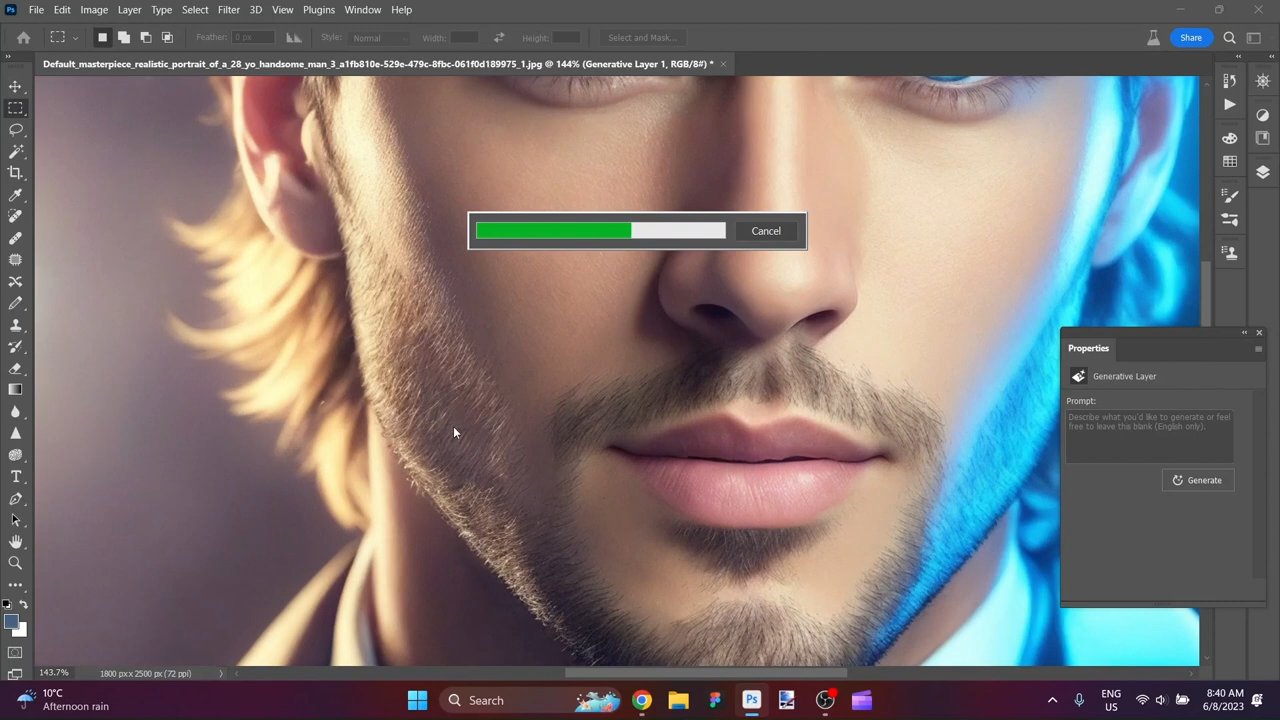 Ps File Edit Image Layer Type Select Filter 3D View Plugins Window Help
Feather: 0 px Style: Normal Width: Height: Select and Mask... Share
Default_masterpiece_realistic_portrait_of_a_28_yo_handsome_man_3_a1fb810e-529e-479c-8fbc-061f0d189975_1.jpg @ 144% (Generative Layer 1, RGB/8#) *
Cancel
Properties
Generative Layer
Prompt:
Describe what you'd like to generate or feel
free to leave this blank (English only).
Generate
143.7% 1800 px x 2500 px (72 ppi)
10°C
Afternoon rain
Search
Ps
ENG
US
8:40 AM
6/8/2023